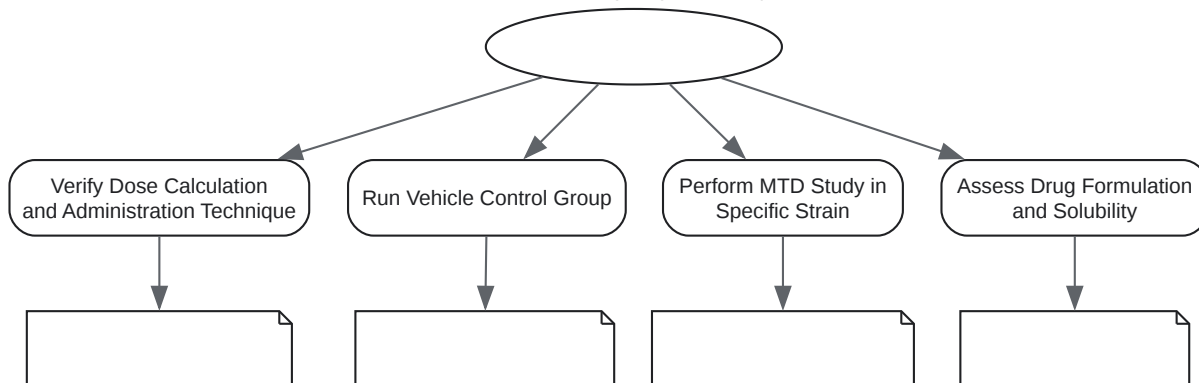 Verify Dose Calculation
and Administration Technique
Run Vehicle Control Group
Perform MTD Study in
Specific Strain
Assess Drug Formulation
and Solubility